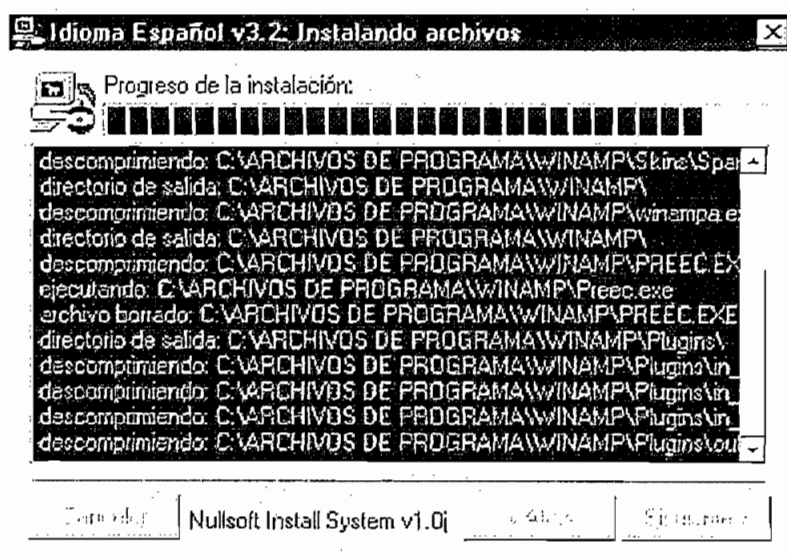 Idioma Español v3.2: Instalando archivos
Progreso de la instalación:
descomprimiendo: C:\ARCHIVOS DE PROGRAMA\WINAMP\Skins\Spar
directorio de salida: C:\ARCHIVOS DE PROGRAMA\WINAMP\
descomprimiendo: C:\ARCHIVOS DE PROGRAMA\WINAMP\winampa.ex
directorio de salida: C:\ARCHIVOS DE PROGRAMA\WINAMP\
descomprimiendo: C:\ARCHIVOS DE PROGRAMA\WINAMP\PREEC.EX
ejecutando: C:\ARCHIVOS DE PROGRAMA\WINAMP\Preec.exe
archivo borrado: C:\ARCHIVOS DE PROGRAMA\WINAMP\PREEC.EXE
directorio de salida: C:\ARCHIVOS DE PROGRAMA\WINAMP\Plugins\
descomprimiendo: C:\ARCHIVOS DE PROGRAMA\WINAMP\Plugins\in_
descomprimiendo: C:\ARCHIVOS DE PROGRAMA\WINAMP\Plugins\in_
descomprimiendo: C:\ARCHIVOS DE PROGRAMA\WINAMP\Plugins\in_
descomprimiendo: C:\ARCHIVOS DE PROGRAMA\WINAMP\Plugins\out
Nullsoft Install System v1.0j